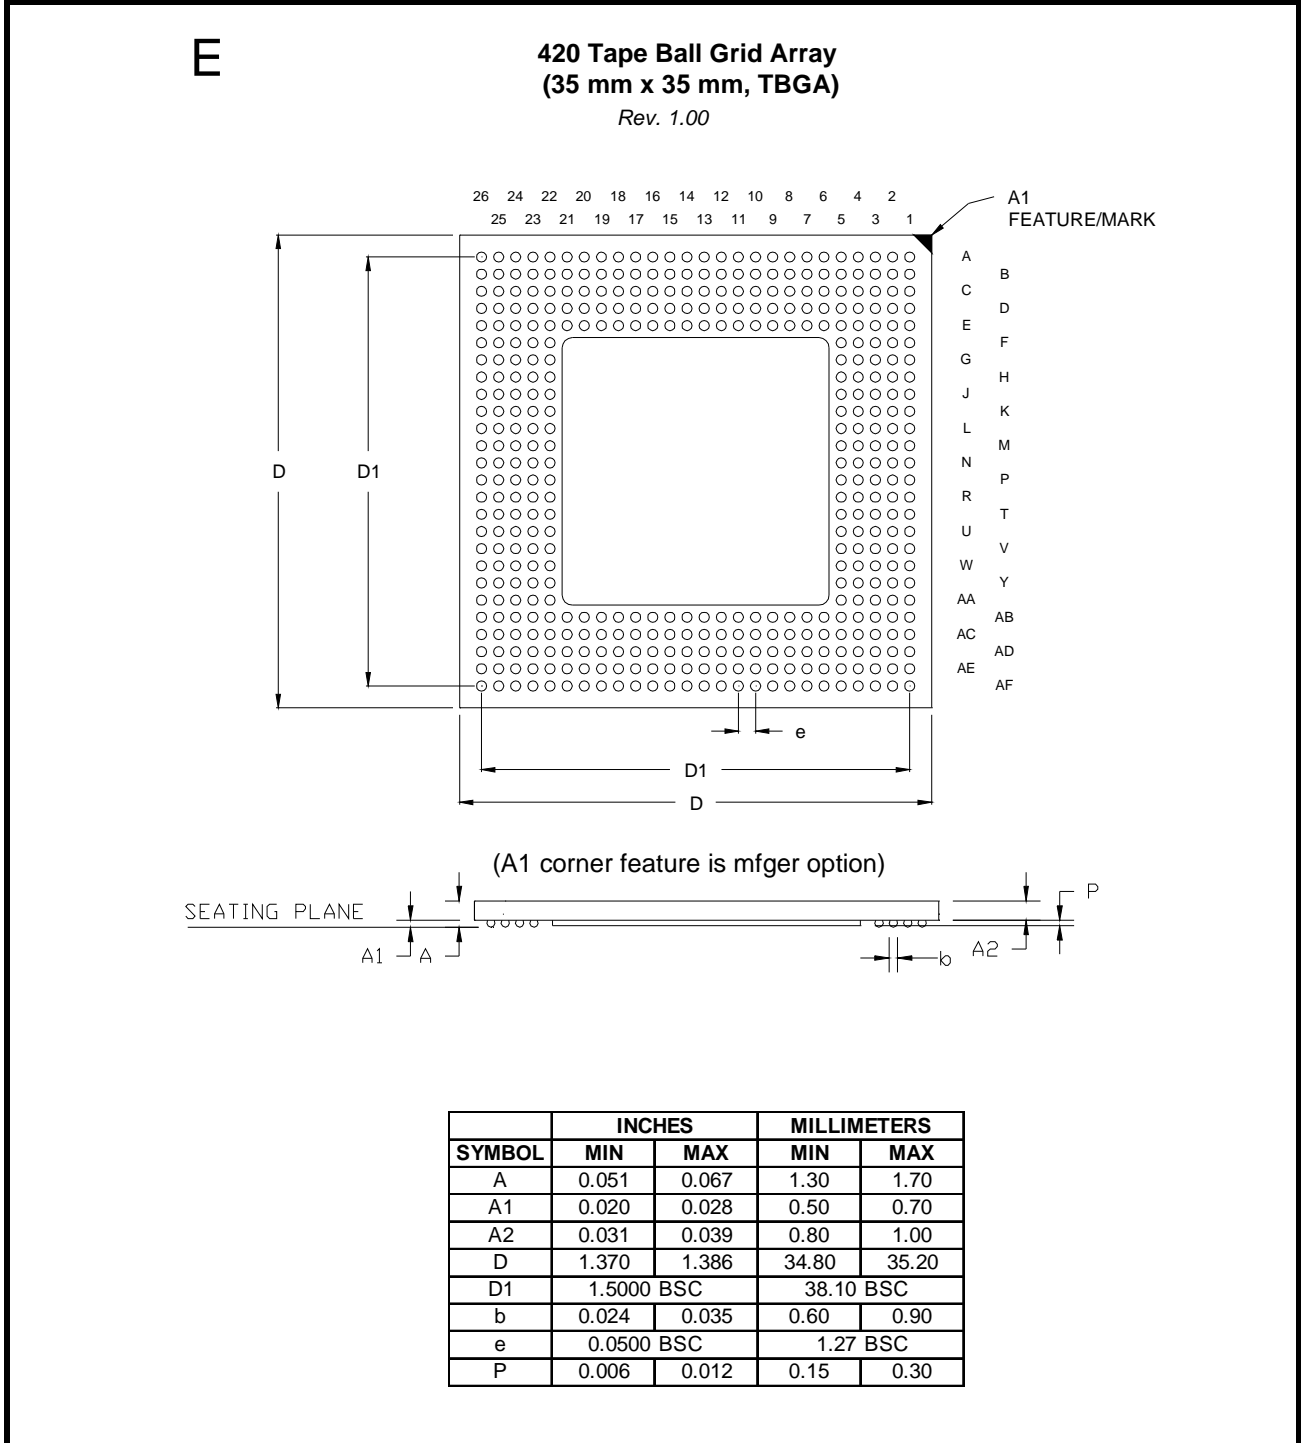 E
420 Tape Ball Grid Array
(35 mm x 35 mm, TBGA)
Rev. 1.00
26 24 22 20 18 16 14 12 10 8 6 4 2
25 23 21 19 17 15 13 11 9 7 5 3 1
A1
FEATURE/MARK
A
B
C
D
E
F
G
H
J
K
L
M
N
P
R
T
U
V
W
Y
AA
AB
AC
AD
AE
AF
D
D1
e
D1
D
(A1 corner feature is mfger option)
SEATING PLANE
A1
A
P
A2
b
INCHES MILLIMETERS
SYMBOL MIN MAX MIN MAX
A 0.051 0.067 1.30 1.70
A1 0.020 0.028 0.50 0.70
A2 0.031 0.039 0.80 1.00
D 1.370 1.386 34.80 35.20
D1 1.5000 BSC 38.10 BSC
b 0.024 0.035 0.60 0.90
e 0.0500 BSC 1.27 BSC
P 0.006 0.012 0.15 0.30